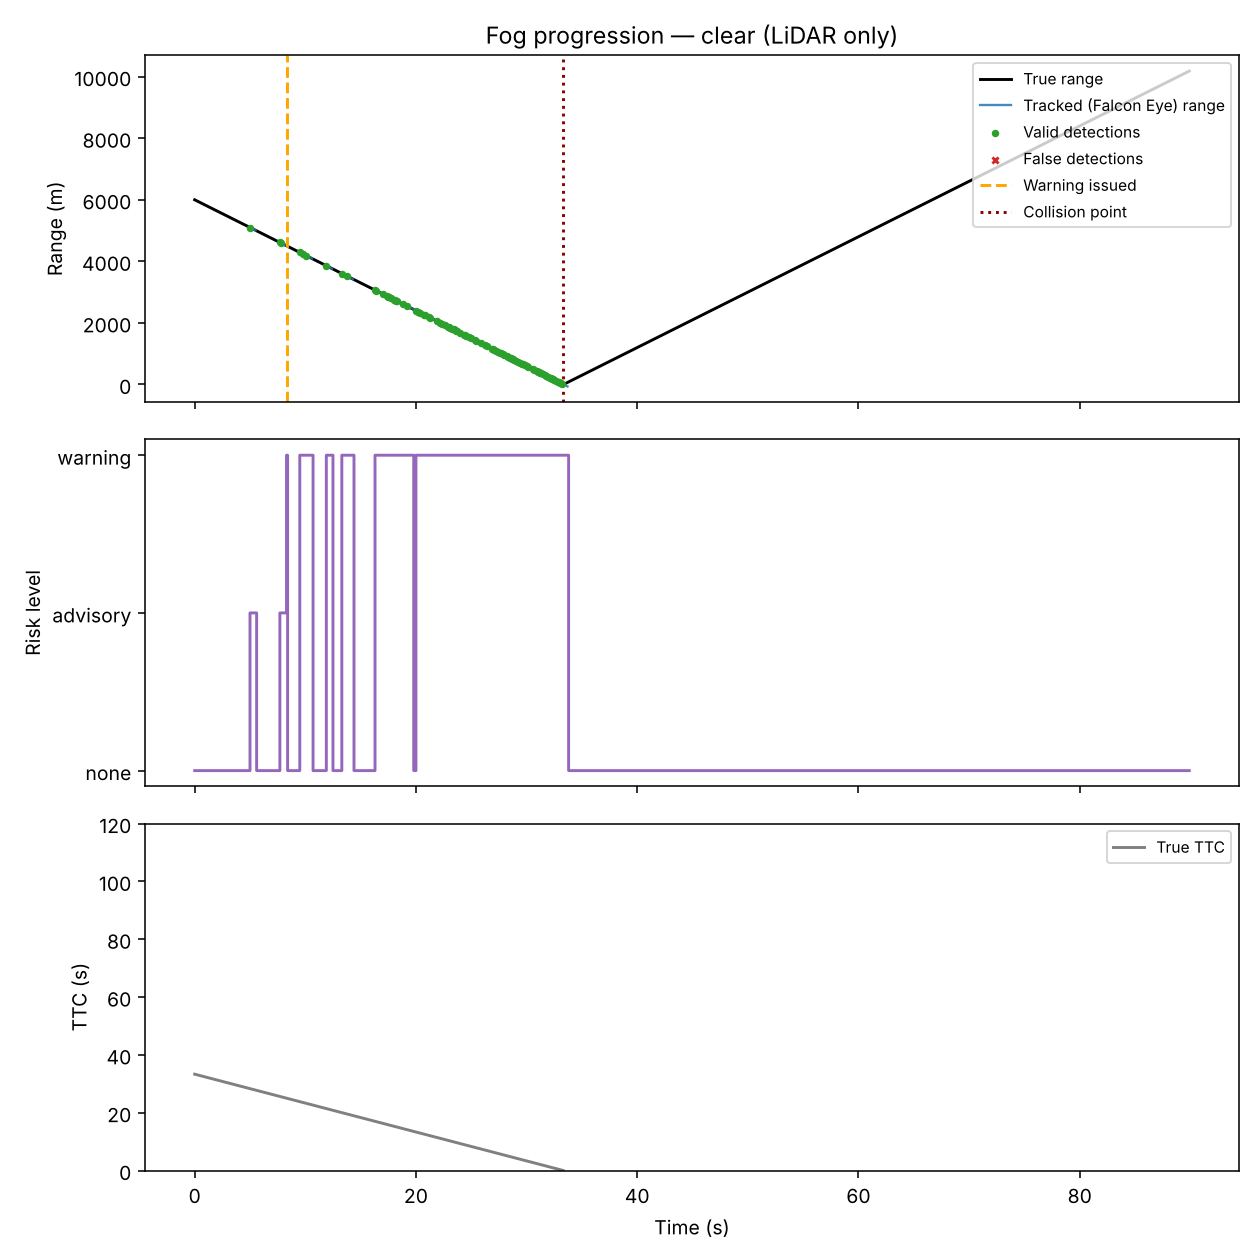 Fog progression — clear (LiDAR only)
10000
8000
6000
4000
2000
0
Range (m)
True range
Tracked (Falcon Eye) range
Valid detections
False detections
Warning issued
Collision point
warning
advisory
none
Risk level
120
100
80
60
40
20
0
TTC (s)
True TTC
0 20 40 60 80
Time (s)